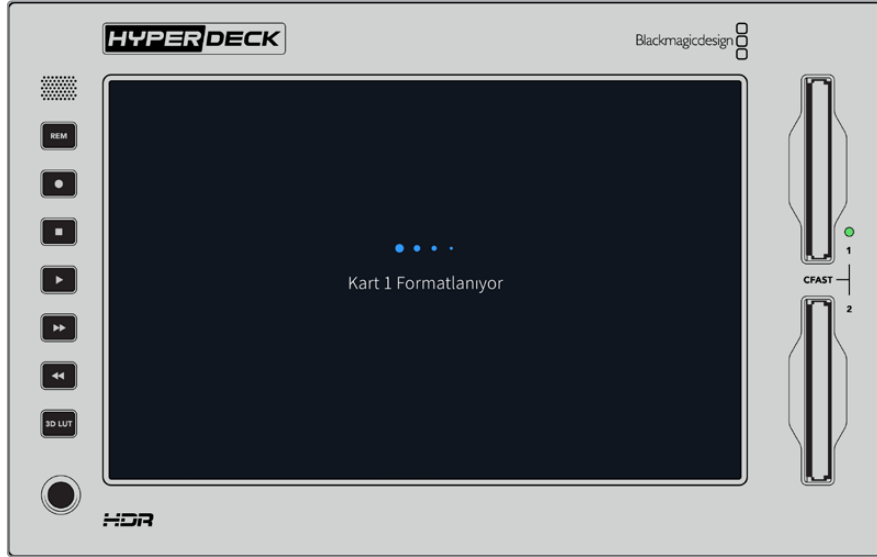 HYPERDECK
Blackmagicdesign
REM
1
Kart 1 Formatlanıyor
CFAST
2
3D LUT
HDR